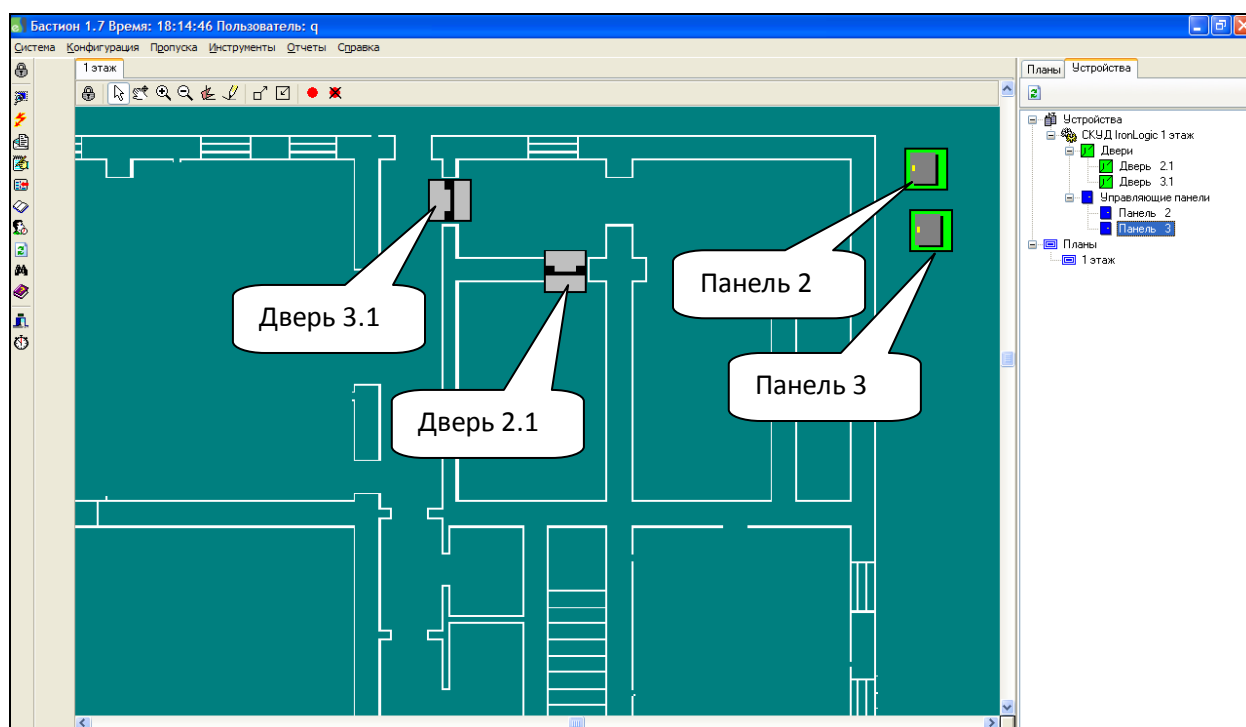 Бастион 1.7 Время: 18:14:46 Пользователь: q
Система Конфигурация Пропуска Инструменты Отчеты Справка
1 этаж
Планы Устройства
Устройства
СКУД IronLogic 1 этаж
Двери
Дверь 2.1
Дверь 3.1
Управляющие панели
Панель 2
Панель 3
Планы
1 этаж
Панель 2
Дверь 3.1
Панель 3
Дверь 2.1